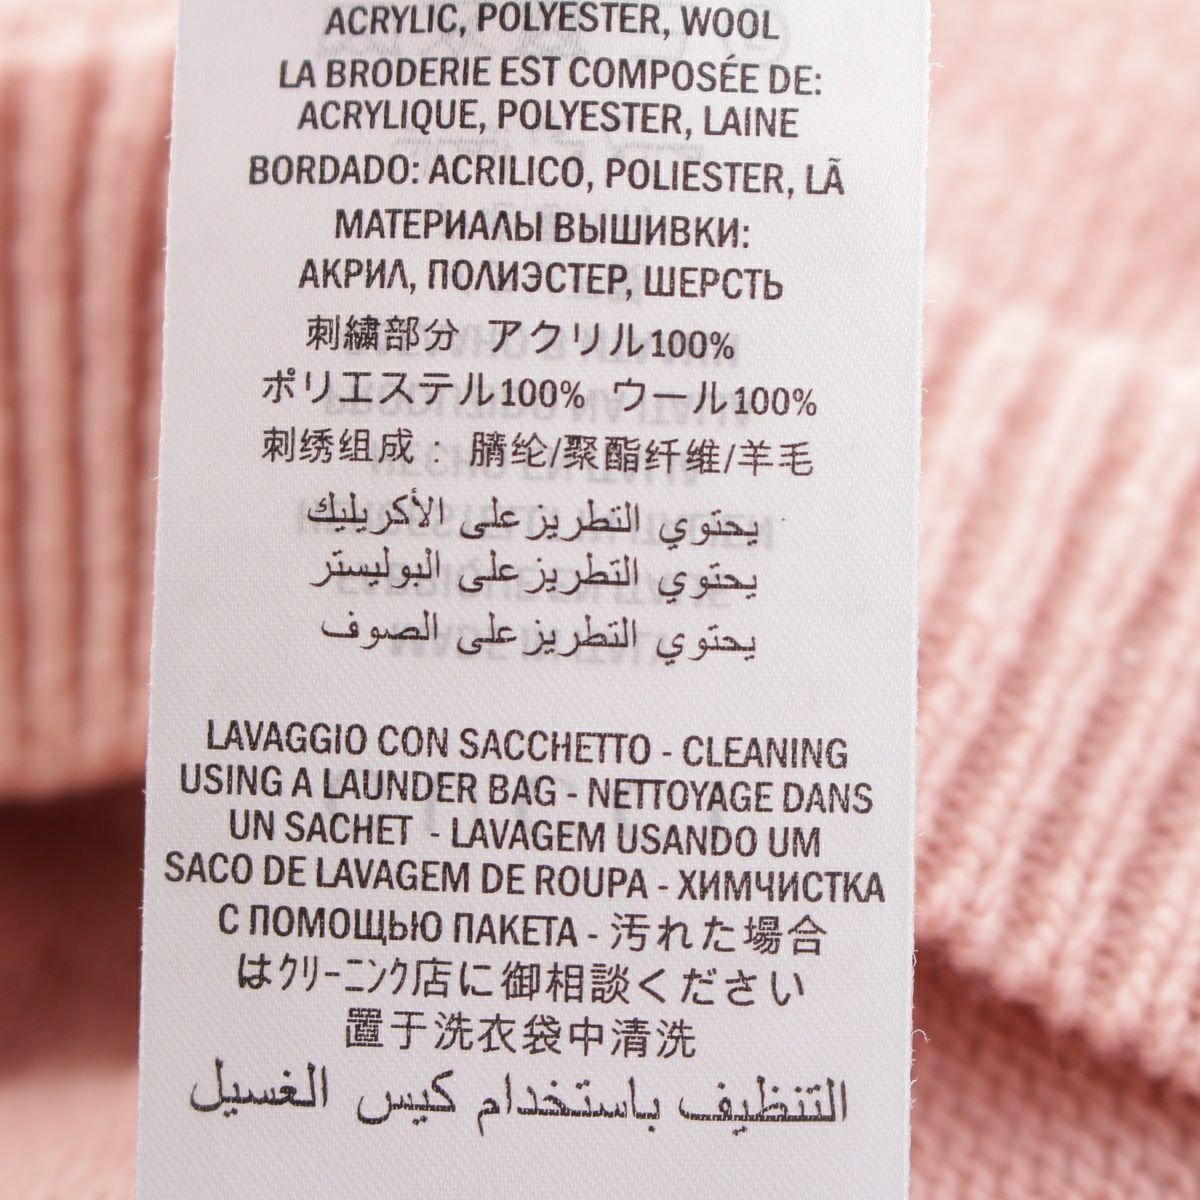 ACRYLIC, POLYESTER, WOOL
LA BRODERIE EST COMPOSÉE DE:
ACRYLIQUE, POLYESTER, LAINE
BORDADO: ACRILICO, POLIESTER, LÃ
МАТЕРИАЛЫ ВЫШИВКИ:
АКРИЛ, ПОЛИЭСТЕР, ШЕРСТЬ
刺繍部分 アクリル100%
ポリエステル100% ウール100%
刺绣组成：腈纶/聚酯纤维/羊毛
يحتوي التطريز على الأكريليك
يحتوي التطريز على البوليستر
يحتوي التطريز على الصوف
LAVAGGIO CON SACCHETTO - CLEANING
USING A LAUNDER BAG - NETTOYAGE DANS
UN SACHET - LAVAGEM USANDO UM
SACO DE LAVAGEM DE ROUPA - ХИМЧИСТКА
С ПОМОЩЬЮ ПАКЕТА - 汚れた場合
はｸﾘｰﾆﾝｸﾞ店に御相談ください
置于洗衣袋中清洗
التنظيف باستخدام كيس الغسيل